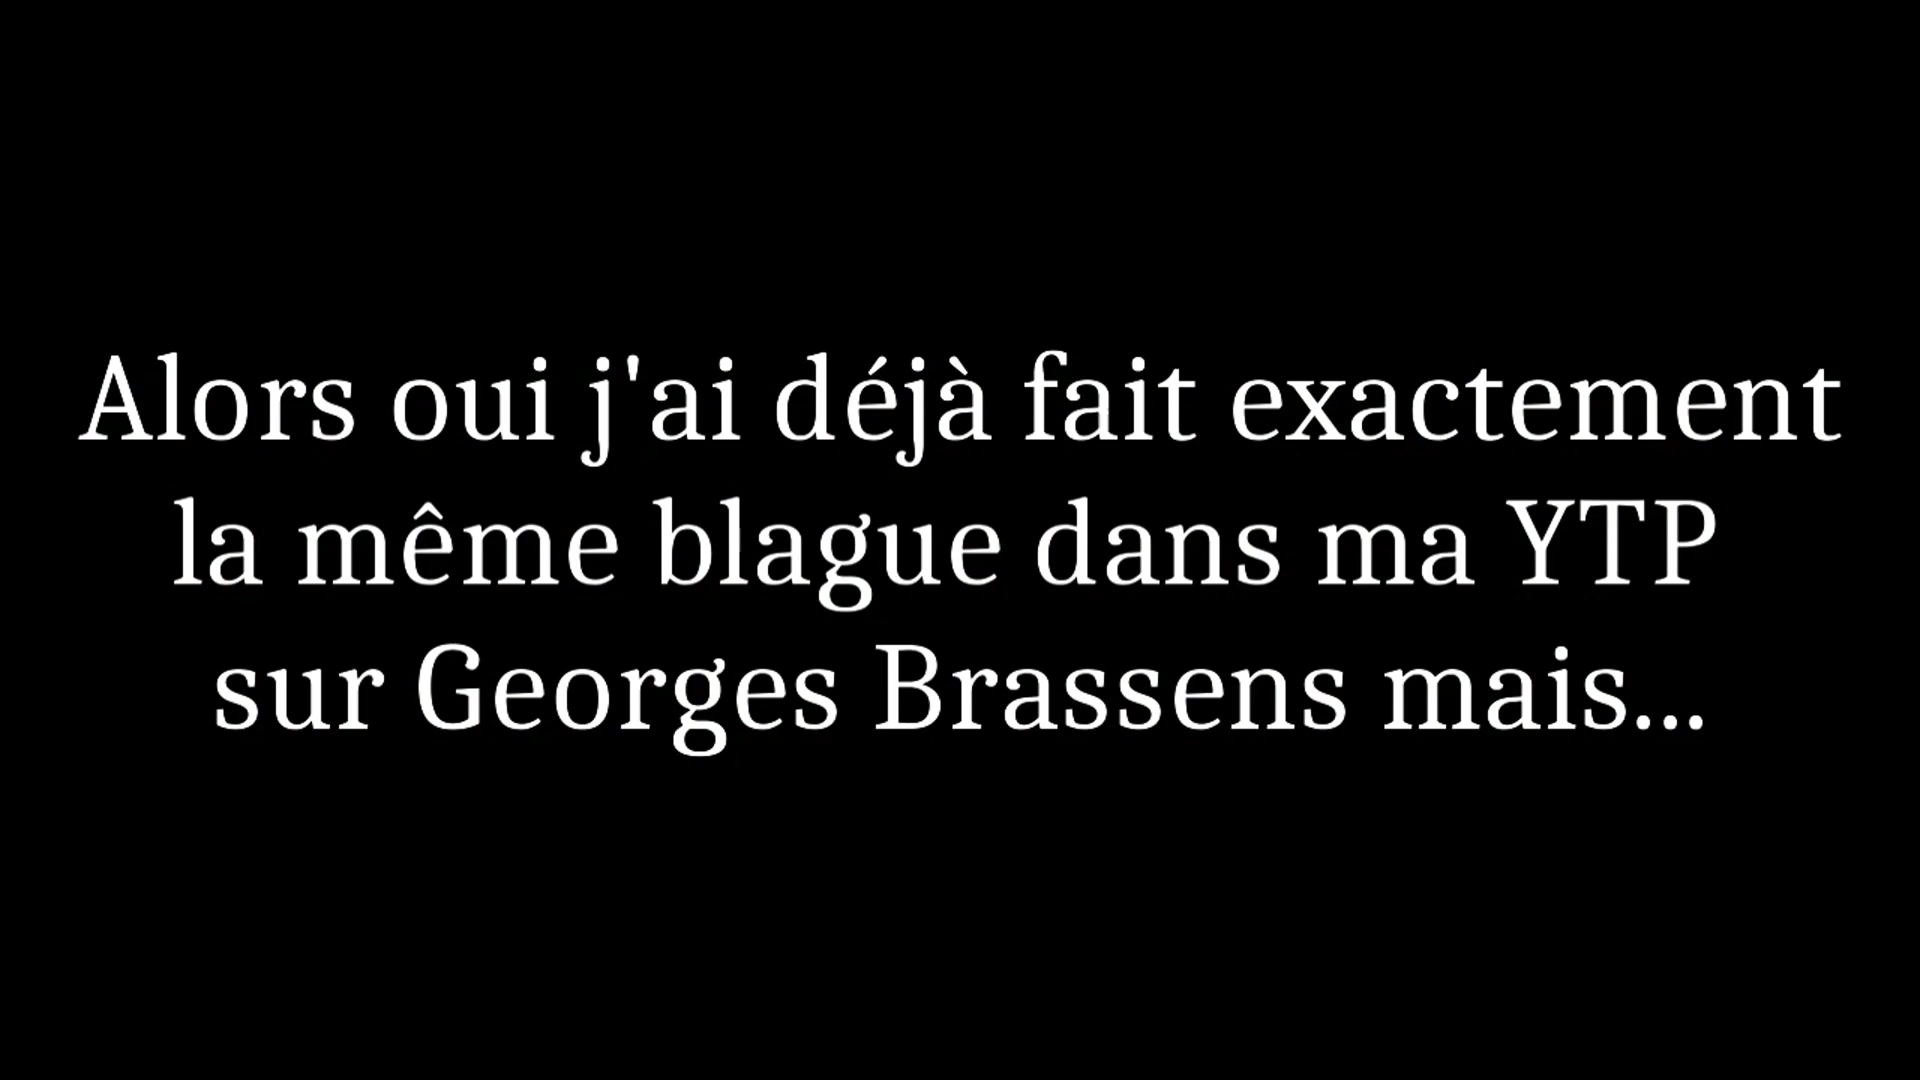 Alors oui j'ai déjà fait exactement
la même blague dans ma YTP
sur Georges Brassens mais...